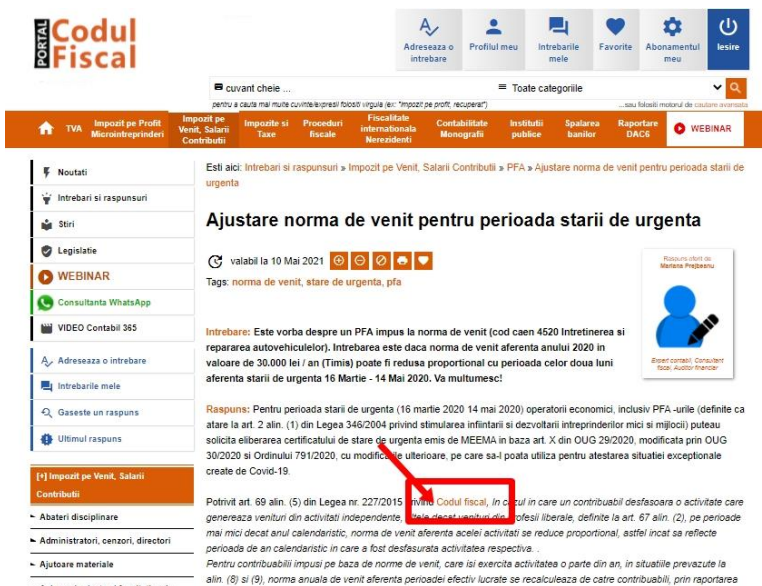 PORTAL
Codul
Fiscal
Adreseaza o
intrebare
Profilul meu
Intrebarile
mele
Favorite
Abonamentul
meu
Iesire
cuvant cheie ...
Toate categoriile
pentru a cauta mai multe cuvinte/expresii folositi virgula (ex: "impozit pe profit, recuperat")
...sau folositi motorul de cautare avansata
TVA
Impozit pe Profit
Microintreprinderi
Impozit pe
Venit, Salarii
Contributii
Impozite si
Taxe
Proceduri
fiscale
Fiscalitate
internationala
Nerezidenti
Contabilitate
Monografii
Institutii
publice
Spalarea
banilor
Raportare
DAC6
WEBINAR
Noutati
Intrebari si raspunsuri
Stiri
Legislatie
WEBINAR
Consultanta WhatsApp
VIDEO Contabil 365
Adreseaza o intrebare
Intrebarile mele
Gaseste un raspuns
Ultimul raspuns
[+] Impozit pe Venit, Salarii
Contributii
Abateri disciplinare
Administratori, cenzori, directori
Ajutoare materiale
Esti aici: Intrebari si raspunsuri » Impozit pe Venit, Salarii Contributii » PFA » Ajustare norma de venit pentru perioada starii de
urgenta
Ajustare norma de venit pentru perioada starii de urgenta
valabil la 10 Mai 2021
Tags: norma de venit, stare de urgenta, pfa
Raspuns oferit de
Mariana Prejbeanu
Expert contabil, Consultant
fiscal, Auditor financiar
Intrebare: Este vorba despre un PFA impus la norma de venit (cod caen 4520 Intretinerea si
repararea autovehiculelor). Intrebarea este daca norma de venit aferenta anului 2020 in
valoare de 30.000 lei / an (Timis) poate fi redusa proportional cu perioada celor doua luni
aferenta starii de urgenta 16 Martie - 14 Mai 2020. Va multumesc!
Raspuns: Pentru perioada starii de urgenta (16 martie 2020 14 mai 2020) operatorii economici, inclusiv PFA -urile (definite ca
atare la art. 2 alin. (1) din Legea 346/2004 privind stimularea infiintarii si dezvoltarii intreprinderilor mici si mijlocii) puteau
solicita eliberarea certificatului de stare de urgenta emis de MEEMA in baza art. X din OUG 29/2020, modificata prin OUG
30/2020 si Ordinului 791/2020, cu modificarile ulterioare, pe care sa-l poata utiliza pentru atestarea situatiei exceptionale
create de Covid-19.
Potrivit art. 69 alin. (5) din Legea nr. 227/2015 privind Codul fiscal, In cazul in care un contribuabil desfasoara o activitate care
genereaza venituri din activitati independente, altele decat venituri din profesii liberale, definite la art. 67 alin. (2), pe perioade
mai mici decat anul calendaristic, norma de venit aferenta acelei activitati se reduce proportional, astfel incat sa reflecte
perioada de an calendaristic in care a fost desfasurata activitatea respectiva. .
Pentru contribuabilii impusi pe baza de norme de venit, care isi exercita activitatea o parte din an, in situatiile prevazute la
alin. (8) si (9), norma anuala de venit aferenta perioadei efectiv lucrate se recalculeaza de catre contribuabili, prin raportarea